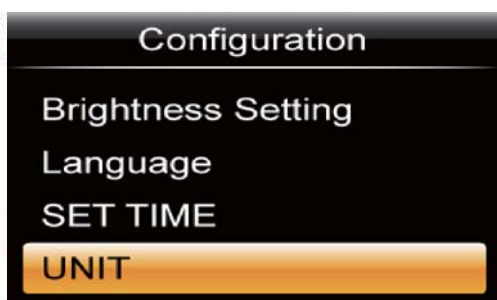 Configuration
Brightness Setting
Language
SET TIME
UNIT